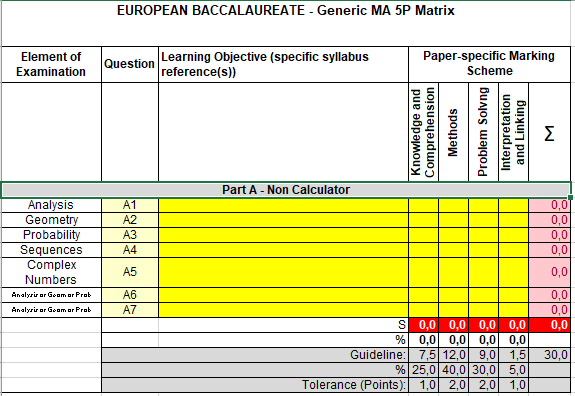 EUROPEAN BACCALAUREATE - Generic MA 5P Matrix
Element of Examination Question Learning Objective (specific syllabus reference(s)) Paper-specific Marking Scheme
Knowledge and Comprehension Methods Problem Solvng Interpretation and Linking Σ
Part A - Non Calculator
Analysis A1 0,0
Geometry A2 0,0
Probability A3 0,0
Sequences A4 0,0
Complex Numbers A5 0,0
Analysis or Geom or Prob A6 0,0
Analysis or Geom or Prob A7 0,0
S 0,0 0,0 0,0 0,0 0,0
% 0,0 0,0 0,0 0,0
Guideline: 7,5 12,0 9,0 1,5 30,0
% 25,0 40,0 30,0 5,0
Tolerance (Points): 1,0 2,0 2,0 1,0